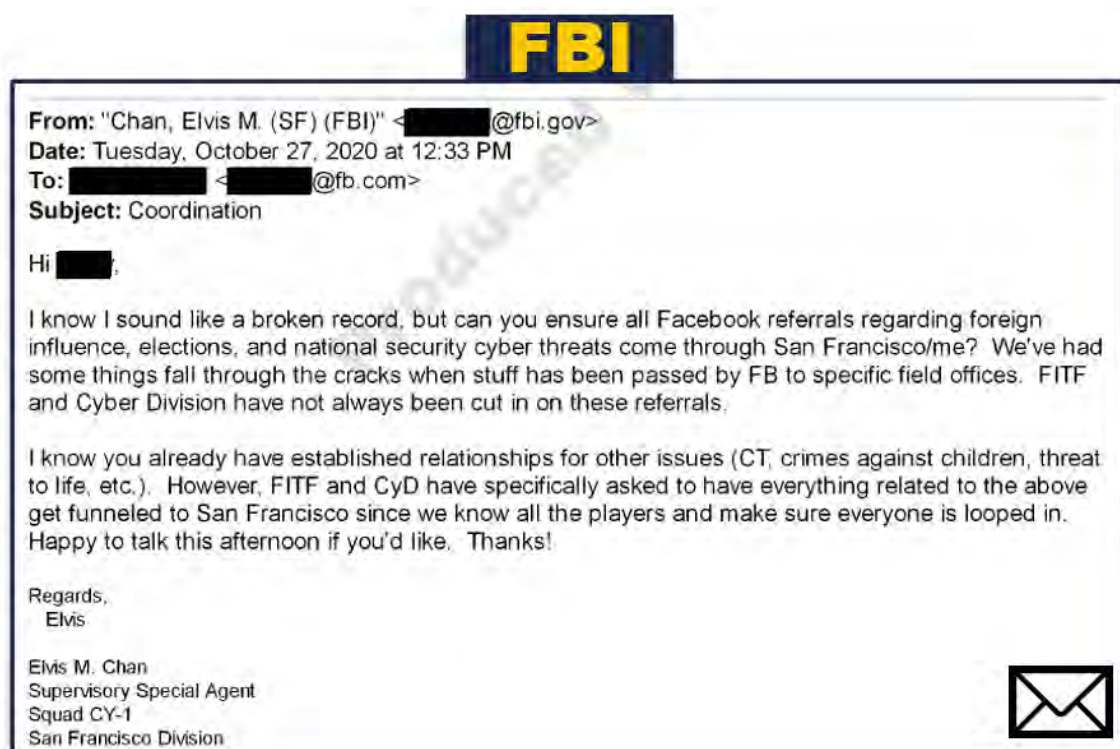 FBI
From: "Chan, Elvis M. (SF) (FBI)" < @fbi.gov>
Date: Tuesday, October 27, 2020 at 12:33 PM
To: < @fb.com>
Subject: Coordination
Hi ,
I know I sound like a broken record, but can you ensure all Facebook referrals regarding foreign
influence, elections, and national security cyber threats come through San Francisco/me? We've had
some things fall through the cracks when stuff has been passed by FB to specific field offices. FITF
and Cyber Division have not always been cut in on these referrals.
I know you already have established relationships for other issues (CT, crimes against children, threat
to life, etc.). However, FITF and CyD have specifically asked to have everything related to the above
get funneled to San Francisco since we know all the players and make sure everyone is looped in.
Happy to talk this afternoon if you'd like. Thanks!
Regards,
Elvis
Elvis M. Chan
Supervisory Special Agent
Squad CY-1
San Francisco Division
Produced